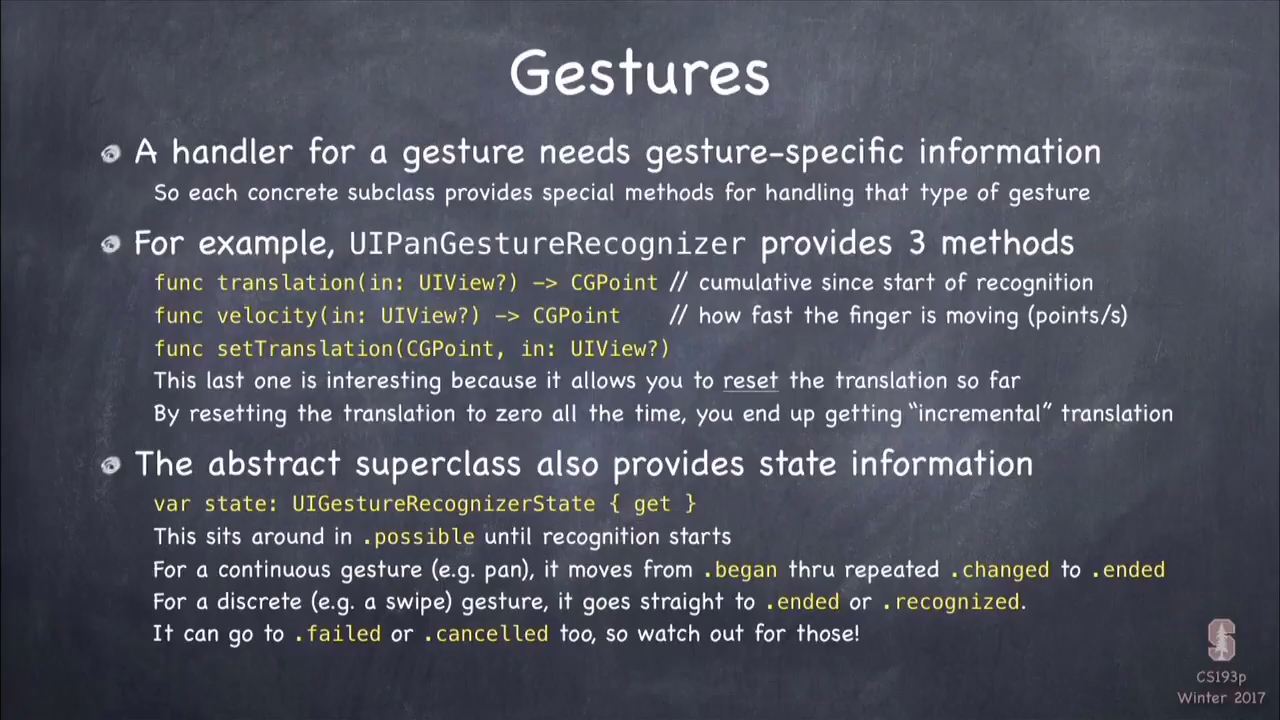 Gestures
A handler for a gesture needs gesture-specific information
So each concrete subclass provides special methods for handling that type of gesture
For example, UIPanGestureRecognizer provides 3 methods
func translation(in: UIView?) -> CGPoint // cumulative since start of recognition
func velocity(in: UIView?) -> CGPoint // how fast the finger is moving (points/s)
func setTranslation(CGPoint, in: UIView?)
This last one is interesting because it allows you to reset the translation so far
By resetting the translation to zero all the time, you end up getting “incremental” translation
The abstract superclass also provides state information
var state: UIGestureRecognizerState { get }
This sits around in .possible until recognition starts
For a continuous gesture (e.g. pan), it moves from .began thru repeated .changed to .ended
For a discrete (e.g. a swipe) gesture, it goes straight to .ended or .recognized.
It can go to .failed or .cancelled too, so watch out for those!
CS193p
Winter 2017